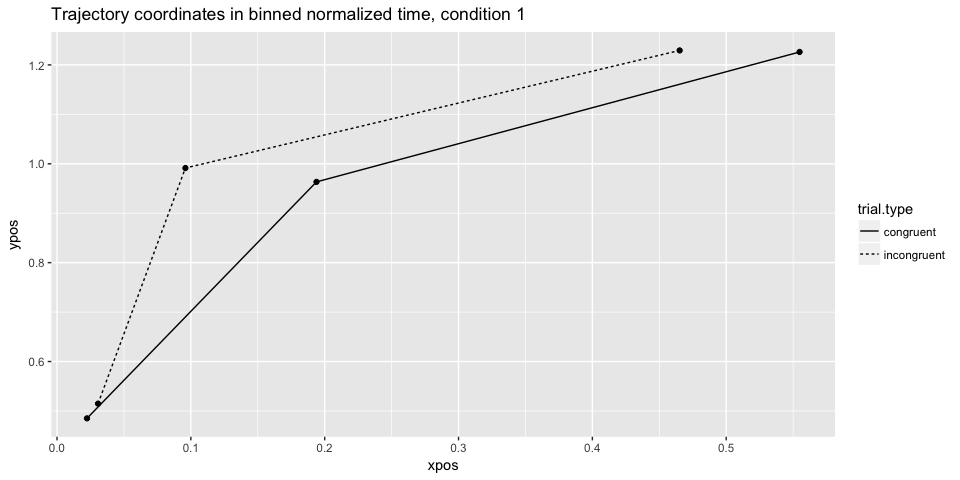 Trajectory coordinates in binned normalized time, condition 1
1.2
1.0
0.8
0.6
ypos
0.0 0.1 0.2 0.3 0.4 0.5
xpos
trial.type
congruent
incongruent